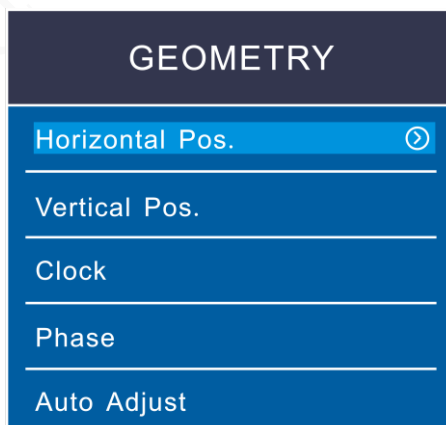 GEOMETRY
Horizontal Pos.
Vertical Pos.
Clock
Phase
Auto Adjust